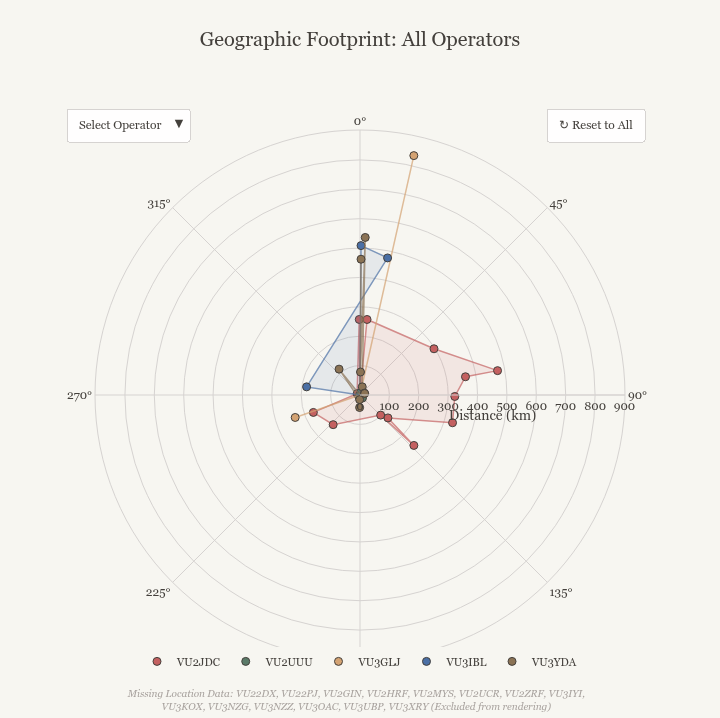 Geographic Footprint: All Operators
Select Operator ▼
↻ Reset to All
0°
315°
45°
270°
90°
100 200 300 400 500 600 700 800 900
Distance (km)
225°
135°
VU2JDC VU2UUU VU3GLJ VU3IBL VU3YDA
Missing Location Data: VU22DX, VU22PJ, VU2GIN, VU2HRF, VU2MYS, VU2UCR, VU2ZRF, VU3IYI,
VU3KOX, VU3NZG, VU3NZZ, VU3OAC, VU3UBP, VU3XRY (Excluded from rendering)